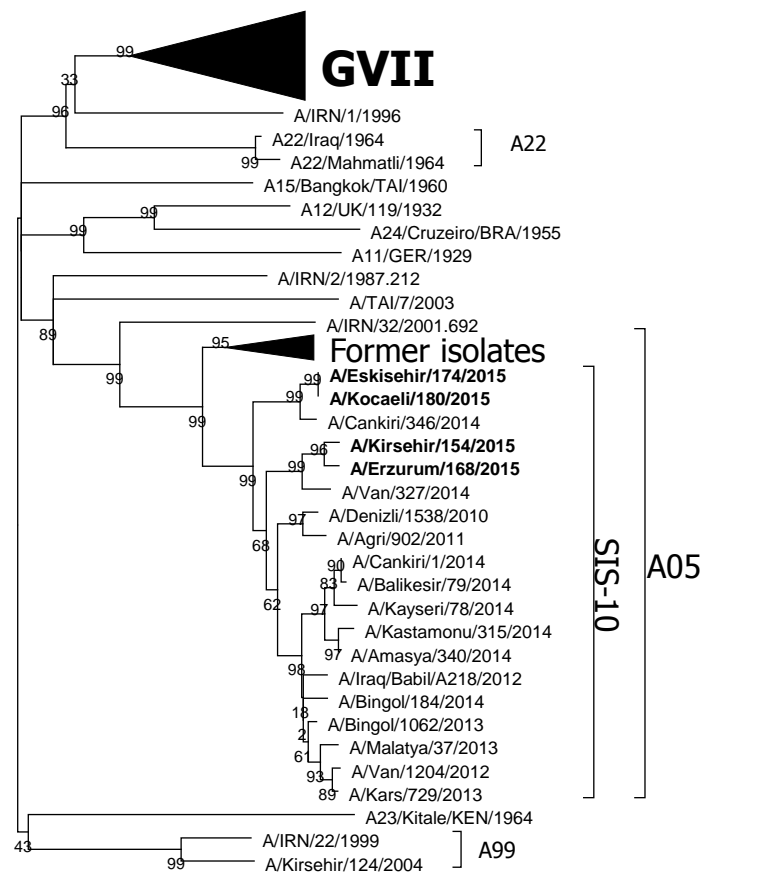 99
GVII
33
96
A/IRN/1/1996
A22/Iraq/1964
A22
99
A22/Mahmatli/1964
A15/Bangkok/TAI/1960
99
A12/UK/119/1932
99
A24/Cruzeiro/BRA/1955
A11/GER/1929
A/IRN/2/1987.212
A/TAI/7/2003
89
A/IRN/32/2001.692
95
Former isolates
99
99
A/Eskisehir/174/2015
99
A/Kocaeli/180/2015
99
A/Cankiri/346/2014
96
A/Kirsehir/154/2015
99
A/Erzurum/168/2015
99
A/Van/327/2014
97
A/Denizli/1538/2010
68
A/Agri/902/2011
90
A/Cankiri/1/2014
83
A/Balikesir/79/2014
62
97
A/Kayseri/78/2014
A/Kastamonu/315/2014
97
A/Amasya/340/2014
98
A/Iraq/Babil/A218/2012
A/Bingol/184/2014
18
A/Bingol/1062/2013
2
A/Malatya/37/2013
61
A/Van/1204/2012
93
A/Kars/729/2013
89
SIS-10
A05
A23/Kitale/KEN/1964
43
A/IRN/22/1999
A99
99
A/Kirsehir/124/2004